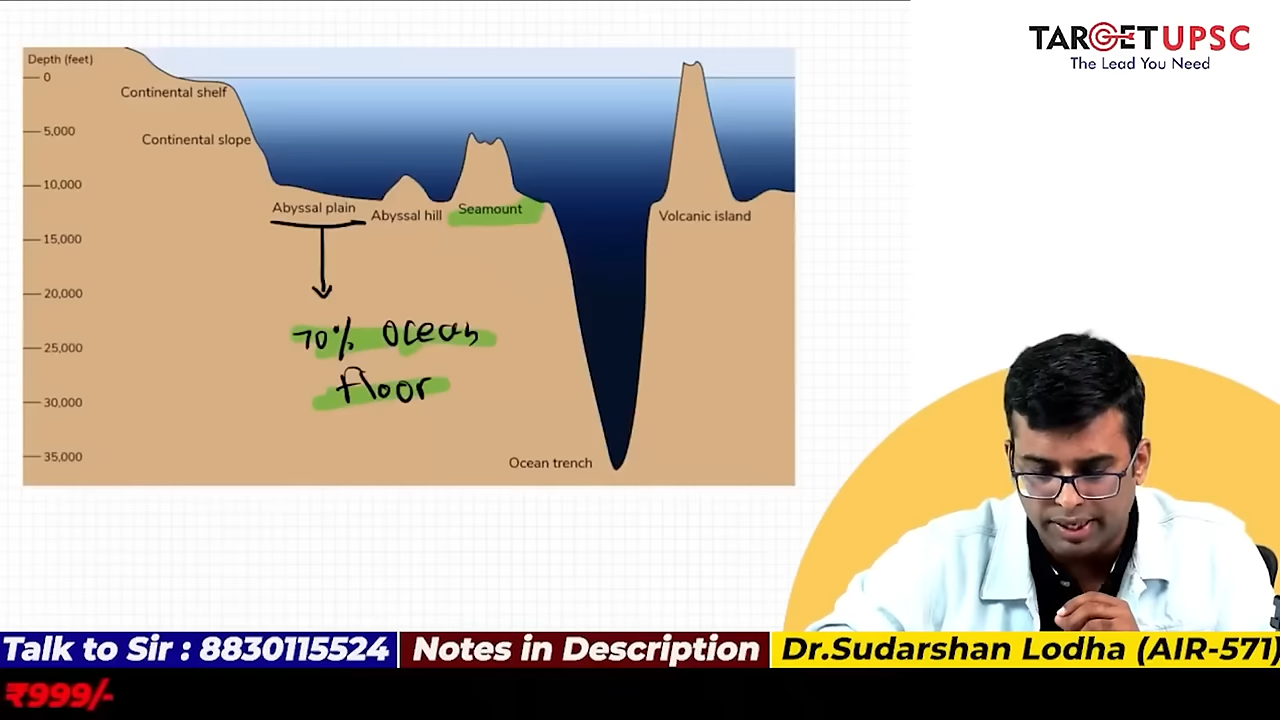 TARGET UPSC
The Lead You Need
Depth (feet)
0
Continental shelf
5,000
Continental slope
10,000
Abyssal plain
Abyssal hill
Seamount
Volcanic island
15,000
20,000
70% Ocean
floor
25,000
30,000
35,000
Ocean trench
Talk to Sir : 8830115524
Notes in Description
Dr.Sudarshan Lodha (AIR-571)
₹999/-